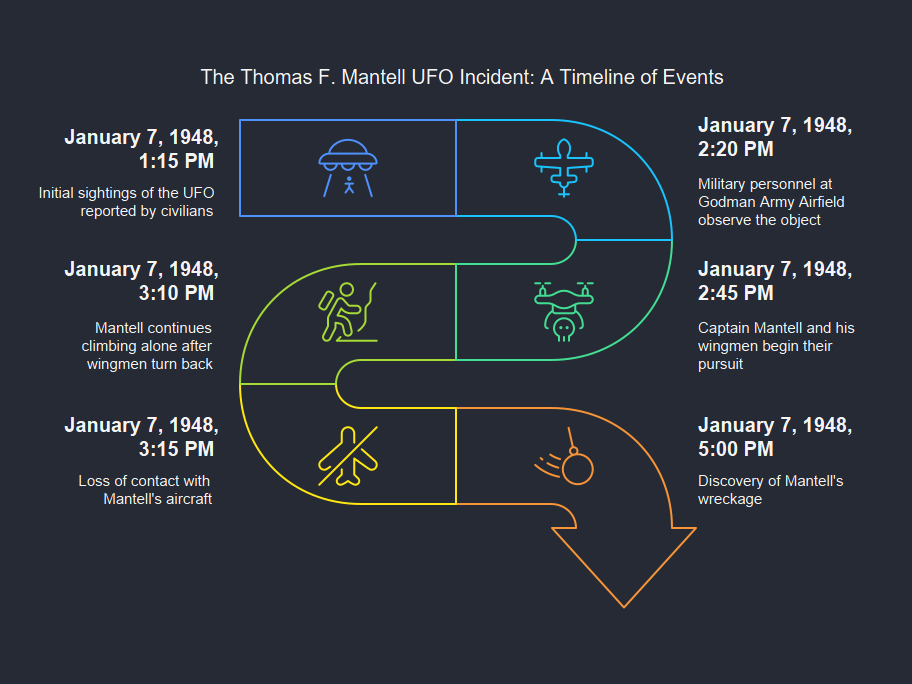 The Thomas F. Mantell UFO Incident: A Timeline of Events
January 7, 1948,
1:15 PM
Initial sightings of the UFO
reported by civilians
January 7, 1948,
2:20 PM
Military personnel at
Godman Army Airfield
observe the object
January 7, 1948,
2:45 PM
Captain Mantell and his
wingmen begin their
pursuit
January 7, 1948,
3:10 PM
Mantell continues
climbing alone after
wingmen turn back
January 7, 1948,
3:15 PM
Loss of contact with
Mantell's aircraft
January 7, 1948,
5:00 PM
Discovery of Mantell's
wreckage